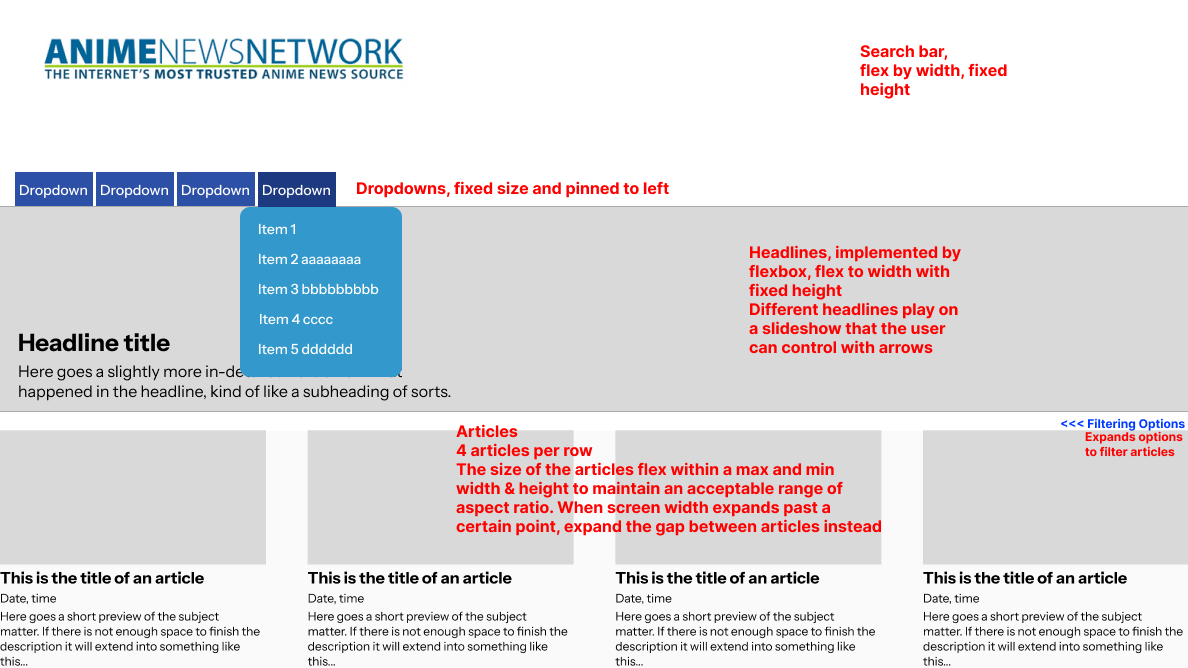 ANIMENEWSNETWORK
THE INTERNET'S MOST TRUSTED ANIME NEWS SOURCE
Search bar,
flex by width, fixed
height
Dropdown
Dropdown
Dropdown
Dropdown
Dropdowns, fixed size and pinned to left
Item 1
Item 2 aaaaaaaa
Item 3 bbbbbbbbb
Item 4 cccc
Item 5 dddddd
Headlines, implemented by
flexbox, flex to width with
fixed height
Different headlines play on
a slideshow that the user
can control with arrows
Headline title
Here goes a slightly more in-de
happened in the headline, kind of like a subheading of sorts.
<<< Filtering Options
Expands options
to filter articles
Articles
4 articles per row
The size of the articles flex within a max and min
width & height to maintain an acceptable range of
aspect ratio. When screen width expands past a
certain point, expand the gap between articles instead
This is the title of an article
Date, time
Here goes a short preview of the subject
matter. If there is not enough space to finish the
description it will extend into something like
this...
This is the title of an article
Date, time
Here goes a short preview of the subject
matter. If there is not enough space to finish the
description it will extend into something like
this...
This is the title of an article
Date, time
Here goes a short preview of the subject
matter. If there is not enough space to finish the
description it will extend into something like
this...
This is the title of an article
Date, time
Here goes a short preview of the subject
matter. If there is not enough space to finish the
description it will extend into something like
this...